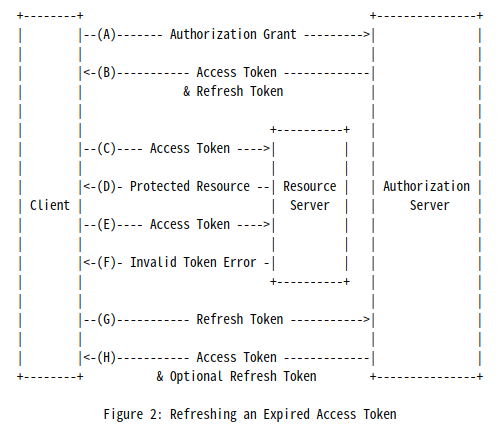 +--------+                                           +---------------+
|        |--(A)------- Authorization Grant --------->|               |
|        |                                           |               |
|        |<-(B)----------- Access Token -------------|               |
|        |               & Refresh Token             |               |
|        |                                           |               |
|        |                            +----------+   |               |
|        |--(C)---- Access Token ---->|          |   |               |
|        |                            |          |   |               |
|        |<-(D)- Protected Resource --| Resource |   | Authorization |
| Client |                            |  Server  |   |     Server    |
|        |--(E)---- Access Token ---->|          |   |               |
|        |                            |          |   |               |
|        |<-(F)- Invalid Token Error -|          |   |               |
|        |                            +----------+   |               |
|        |                                           |               |
|        |--(G)----------- Refresh Token ----------->|               |
|        |                                           |               |
|        |<-(H)----------- Access Token -------------|               |
+--------+           & Optional Refresh Token        +---------------+
Figure 2: Refreshing an Expired Access Token